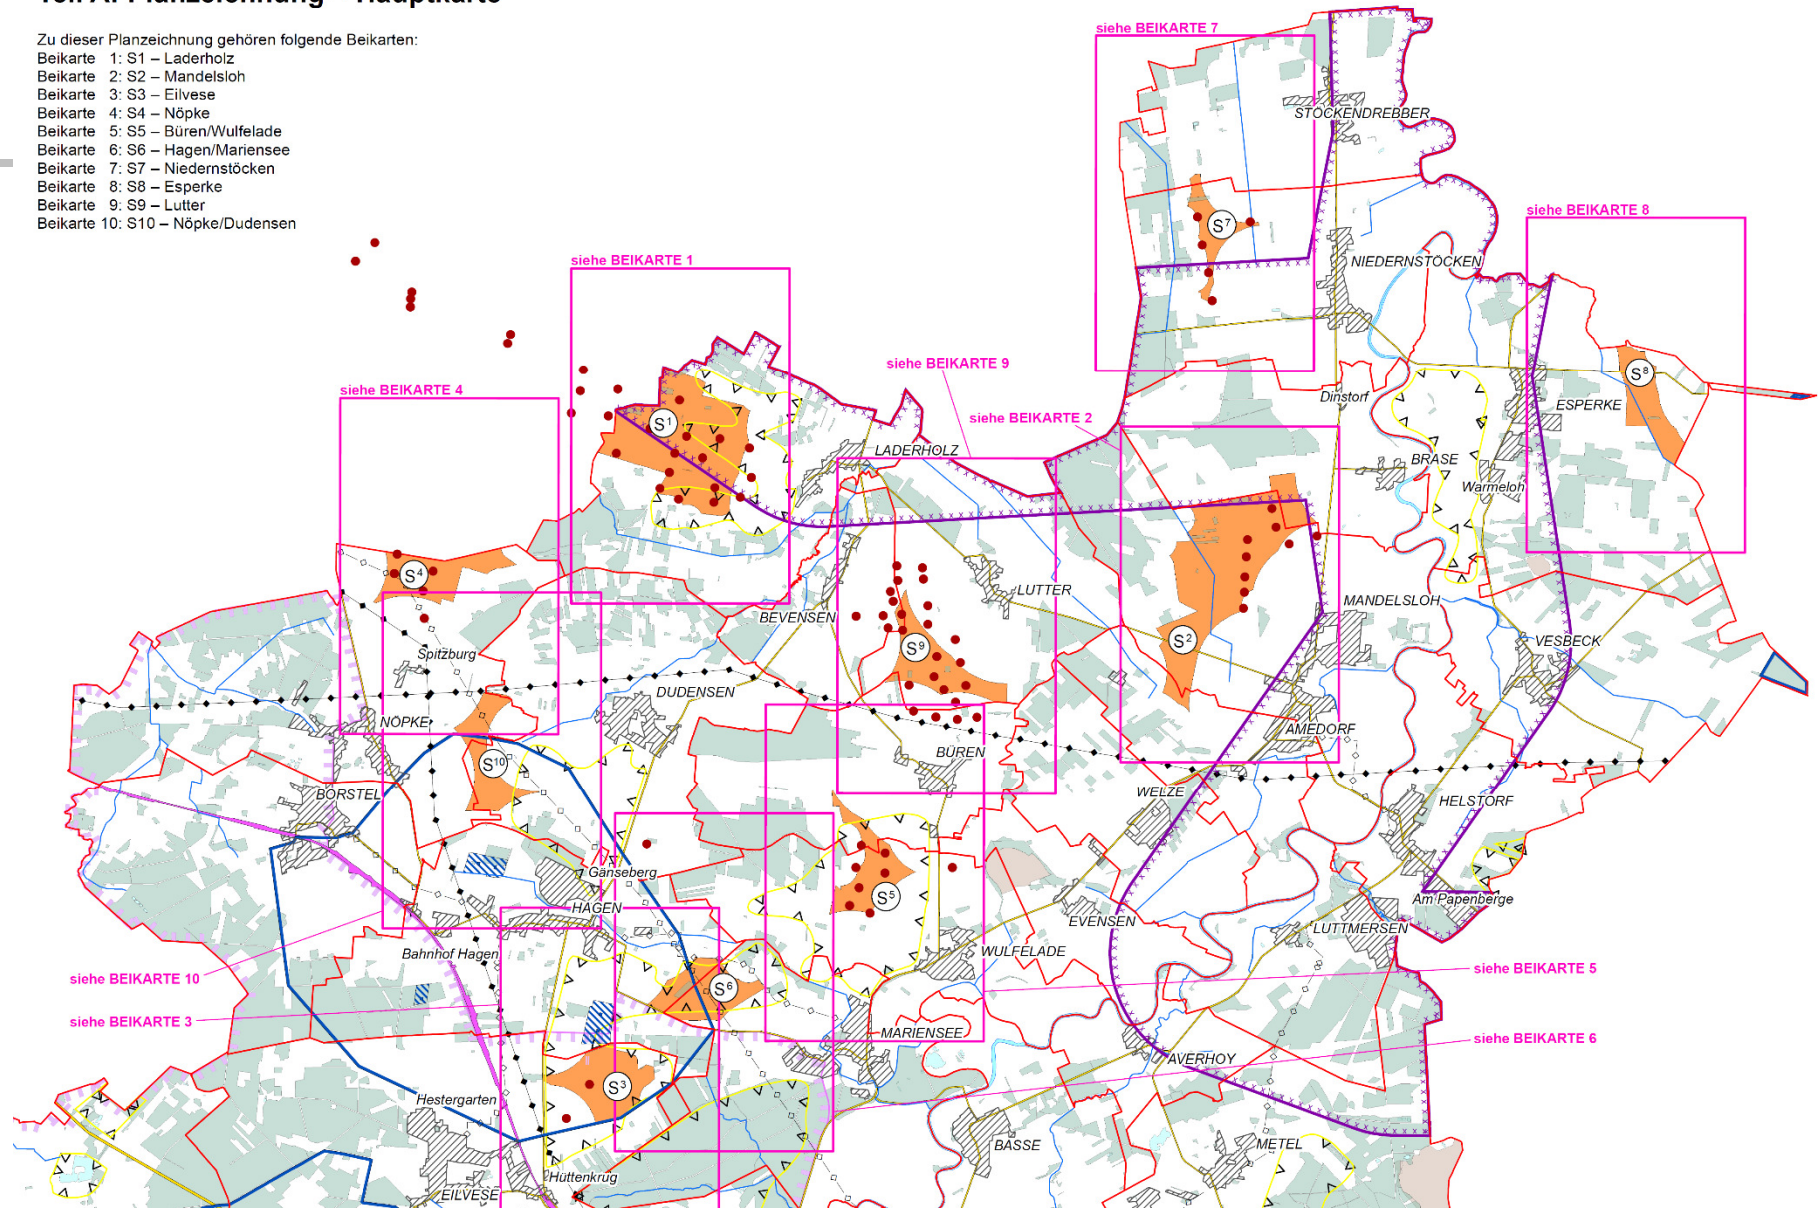 Teil A: Planzeichnung – Hauptkarte
Zu dieser Planzeichnung gehören folgende Beikarten:
Beikarte 1: S1 – Laderholz
Beikarte 2: S2 – Mandelsloh
Beikarte 3: S3 – Eilvese
Beikarte 4: S4 – Nöpke
Beikarte 5: S5 – Büren/Wulfelade
Beikarte 6: S6 – Hagen/Mariensee
Beikarte 7: S7 – Niedernstöcken
Beikarte 8: S8 – Esperke
Beikarte 9: S9 – Lutter
Beikarte 10: S10 – Nöpke/Dudensen
siehe BEIKARTE 7
STÖCKENDREBBER
siehe BEIKARTE 8
S7
NIEDERNSTÖCKEN
siehe BEIKARTE 1
siehe BEIKARTE 9
siehe BEIKARTE 4
S8
Dinstorf
ESPERKE
siehe BEIKARTE 2
S1
LADERHOLZ
BRASE
Warmeloh
S4
LUTTER
MANDELSLOH
BEVENSEN
S9
S2
VESBECK
Spitzburg
DUDENSEN
NÖPKE
AMEDORF
BÜREN
S10
WELZE
BORSTEL
HELSTORF
Gänseberg
S5
Am Papenberge
HAGEN
EVENSEN
LUTTMERSEN
Bahnhof Hagen
WULFELADE
siehe BEIKARTE 10
siehe BEIKARTE 5
S6
siehe BEIKARTE 3
MARIENSEE
siehe BEIKARTE 6
AVERHOY
S3
Hestergarten
BASSE
METEL
Hüttenkrug
EILVESE